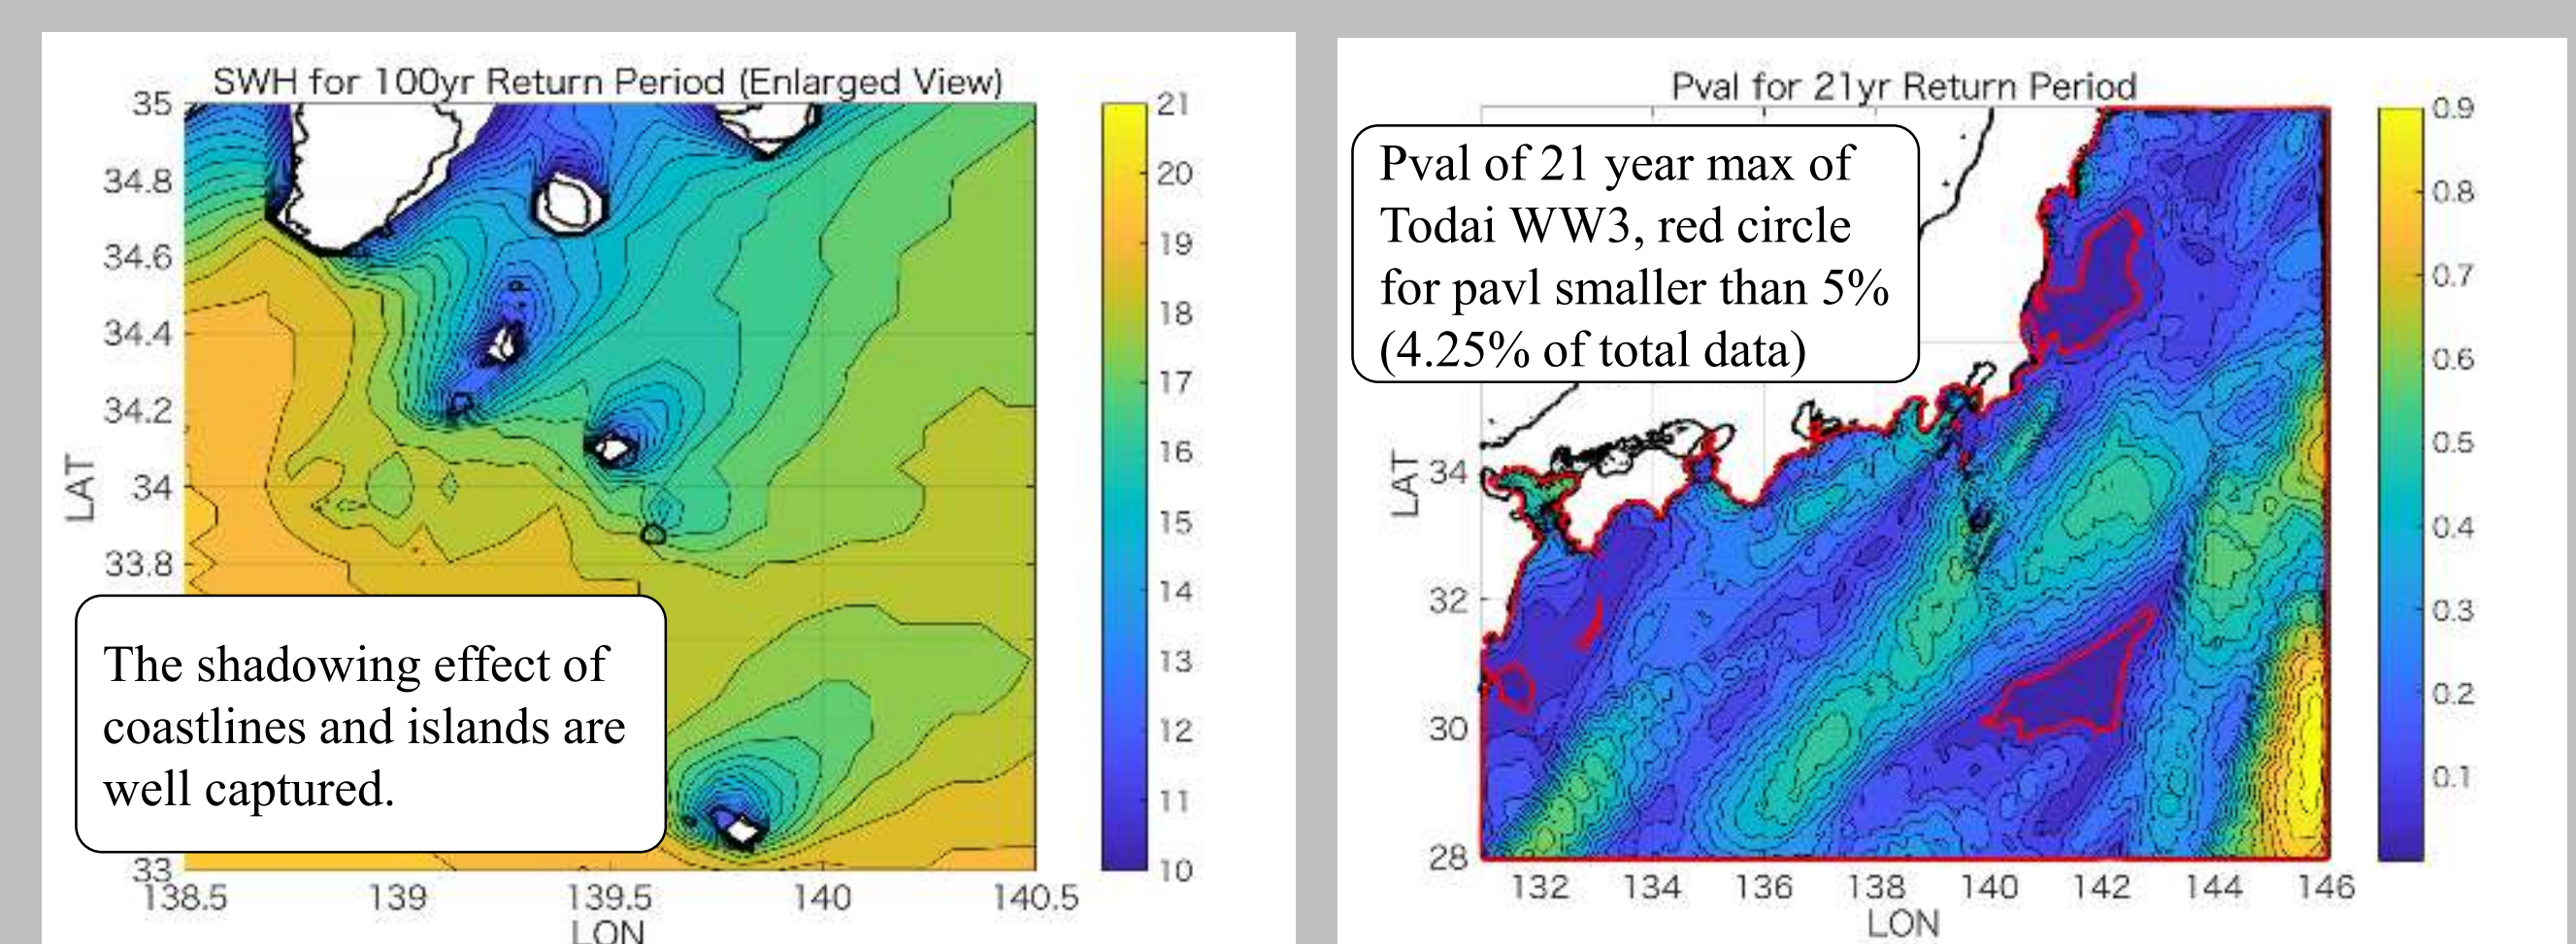 SWH for 100yr Return Period (Enlarged View)
35
34.8
34.6
34.4
34.2
34
33.8
33
LAT
138.5 139 139.5 140 140.5
LON
21
20
19
18
17
16
15
14
13
12
11
10
The shadowing effect of
coastlines and islands are
well captured.
Pval for 21yr Return Period
Pval of 21 year max of
Todai WW3, red circle
for pavl smaller than 5%
(4.25% of total data)
34
32
30
28
LAT
132 134 136 138 140 142 144 146
LON
0.9
0.8
0.7
0.6
0.5
0.4
0.3
0.2
0.1